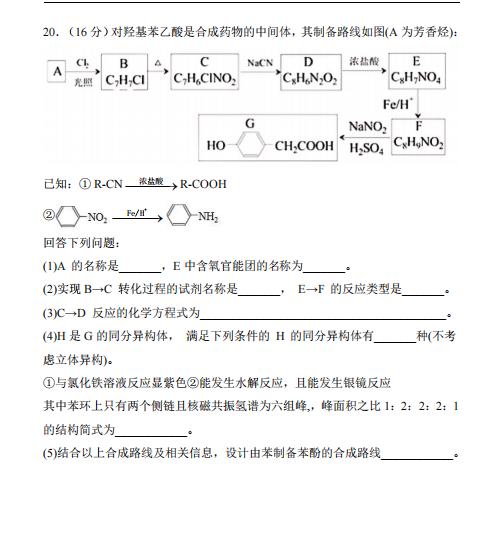 20.（16分）对羟基苯乙酸是合成药物的中间体，其制备路线如图(A 为芳香烃)：
A Cl₂ 光照 B C₇H₇Cl △ C C₇H₆ClNO₂ NaCN D C₈H₆N₂O₂ 浓盐酸 E C₈H₇NO₄
Fe/H⁺
G HO CH₂COOH NaNO₂ H₂SO₄ F C₈H₉NO₂
已知：① R-CN 浓盐酸 R-COOH
② -NO₂ Fe/H⁺ -NH₂
回答下列问题：
(1)A 的名称是_______，E 中含氧官能团的名称为_______。
(2)实现 B→C 转化过程的试剂名称是_______， E→F 的反应类型是_______。
(3)C→D 反应的化学方程式为_______。
(4)H 是 G 的同分异构体， 满足下列条件的 H 的同分异构体有_______种(不考
虑立体异构)。
①与氯化铁溶液反应显紫色②能发生水解反应，且能发生银镜反应
其中苯环上只有两个侧链且核磁共振氢谱为六组峰,，峰面积之比 1：2：2：2：1
的结构简式为_______。
(5)结合以上合成路线及相关信息，设计由苯制备苯酚的合成路线_______。